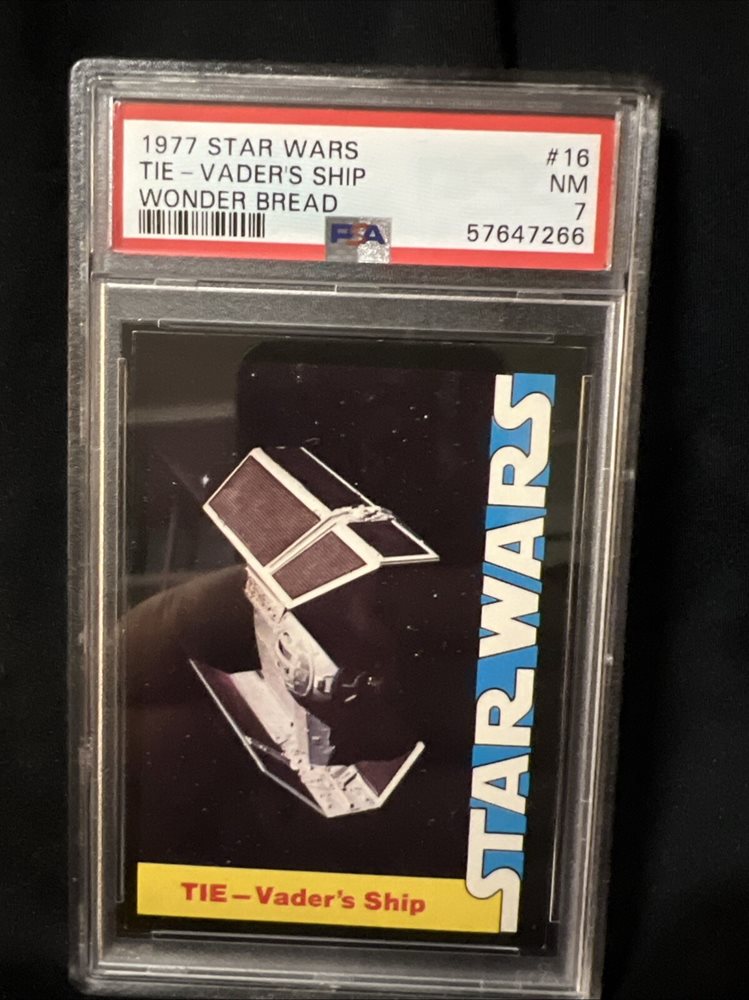 1977 STAR WARS #16
TIE – VADER'S SHIP NM
WONDER BREAD 7
PSA 57647266
STAR WARS
TIE – Vader's Ship